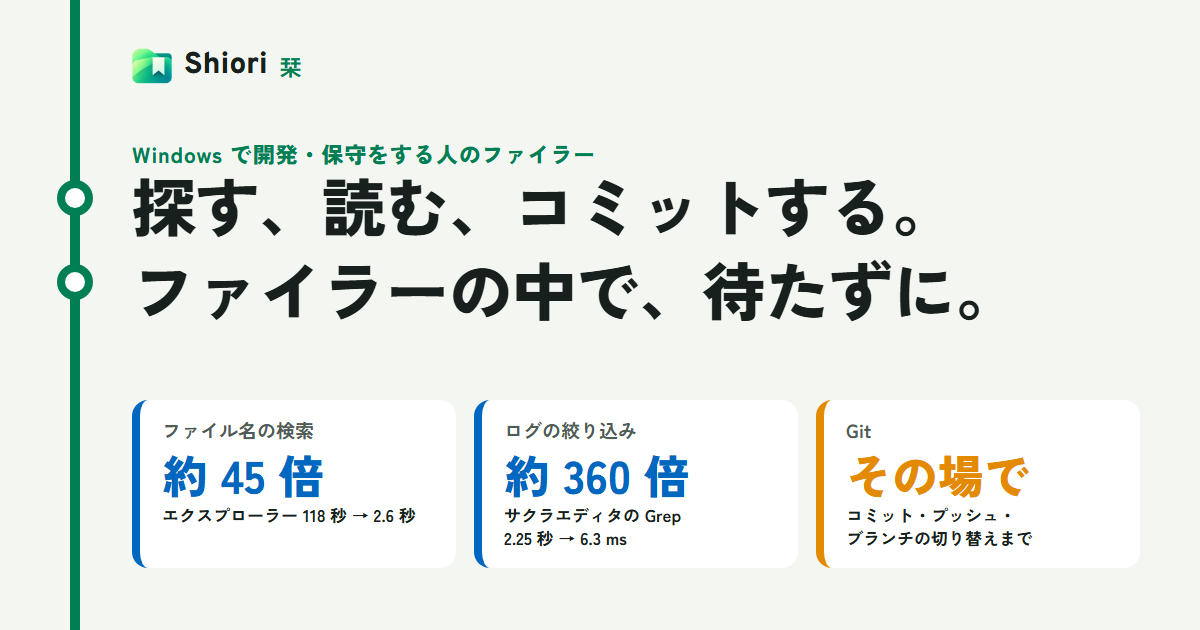 Shiori 栞
Windows で開発・保守をする人のファイラー
探す、読む、コミットする。
ファイラーの中で、待たずに。
ファイル名の検索
約 45 倍
エクスプローラー 118 秒 → 2.6 秒
ログの絞り込み
約 360 倍
サクラエディタの Grep
2.25 秒 → 6.3 ms
Git
その場で
コミット・プッシュ・
ブランチの切り替えまで